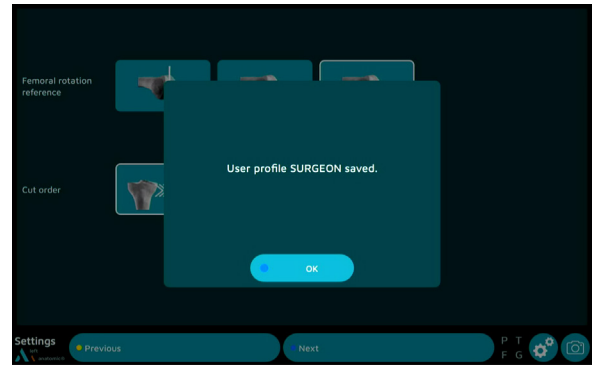 Femoral rotation
reference
User profile SURGEON saved.
Cut order
OK
Settings
Previous
Next
P T
F G